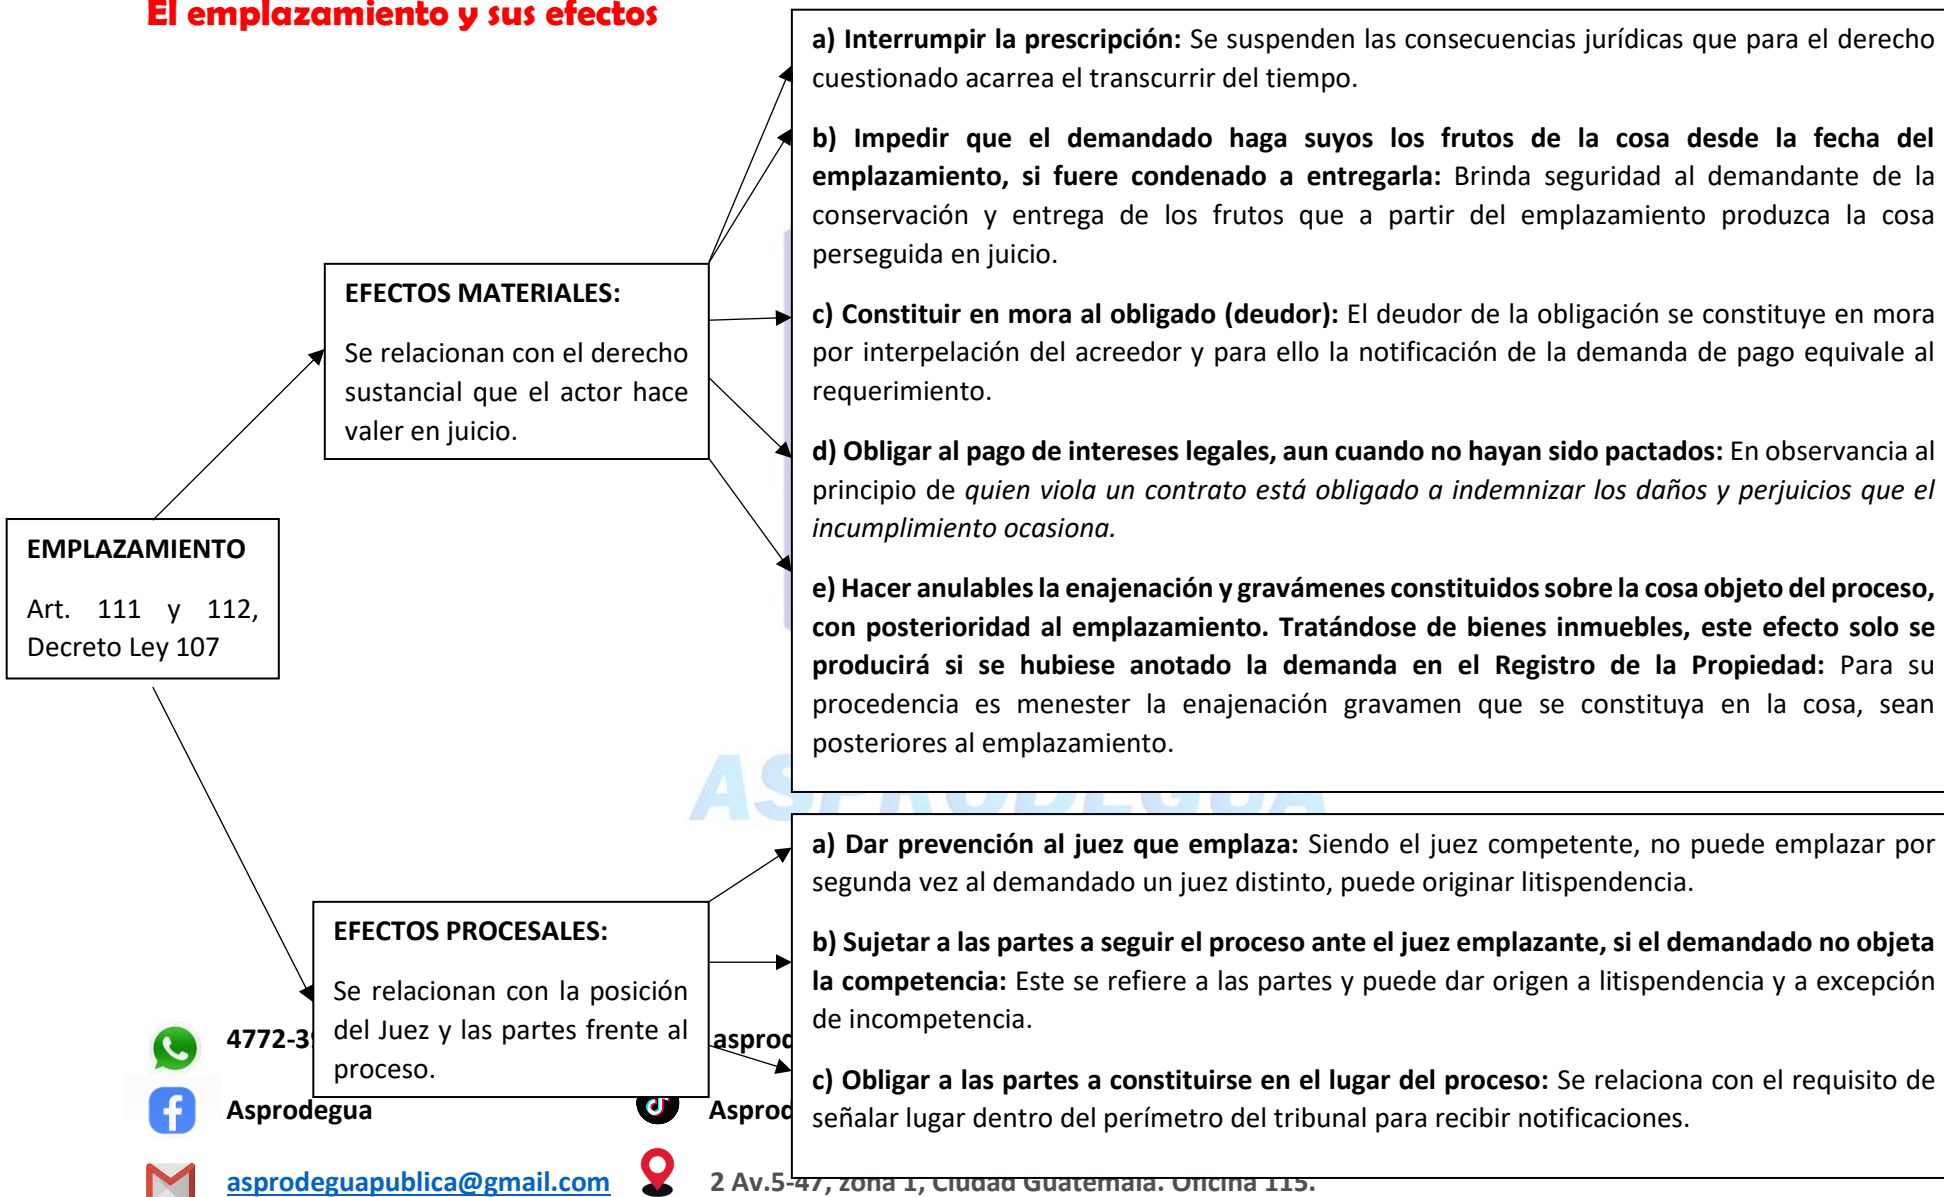 El emplazamiento y sus efectos
EMPLAZAMIENTO
Art. 111 y 112,
Decreto Ley 107
EFECTOS MATERIALES:
Se relacionan con el derecho
sustancial que el actor hace
valer en juicio.
a) Interrumpir la prescripción: Se suspenden las consecuencias jurídicas que para el derecho
cuestionado acarrea el transcurrir del tiempo.
b) Impedir que el demandado haga suyos los frutos de la cosa desde la fecha del
emplazamiento, si fuere condenado a entregarla: Brinda seguridad al demandante de la
conservación y entrega de los frutos que a partir del emplazamiento produzca la cosa
perseguida en juicio.
c) Constituir en mora al obligado (deudor): El deudor de la obligación se constituye en mora
por interpelación del acreedor y para ello la notificación de la demanda de pago equivale al
requerimiento.
d) Obligar al pago de intereses legales, aun cuando no hayan sido pactados: En observancia al
principio de quien viola un contrato está obligado a indemnizar los daños y perjuicios que el
incumplimiento ocasiona.
e) Hacer anulables la enajenación y gravámenes constituidos sobre la cosa objeto del proceso,
con posterioridad al emplazamiento. Tratándose de bienes inmuebles, este efecto solo se
producirá si se hubiese anotado la demanda en el Registro de la Propiedad: Para su
procedencia es menester la enajenación gravamen que se constituya en la cosa, sean
posteriores al emplazamiento.
ASPRODEGUA
EFECTOS PROCESALES:
Se relacionan con la posición
del Juez y las partes frente al
proceso.
a) Dar prevención al juez que emplaza: Siendo el juez competente, no puede emplazar por
segunda vez al demandado un juez distinto, puede originar litispendencia.
b) Sujetar a las partes a seguir el proceso ante el juez emplazante, si el demandado no objeta
la competencia: Este se refiere a las partes y puede dar origen a litispendencia y a excepción
de incompetencia.
c) Obligar a las partes a constituirse en el lugar del proceso: Se relaciona con el requisito de
señalar lugar dentro del perímetro del tribunal para recibir notificaciones.
4772-3
asprod
Asprodegua
Asprod
asprodeguapublica@gmail.com
2 Av.5-47, zona 1, Ciudad Guatemala. Oficina 115.